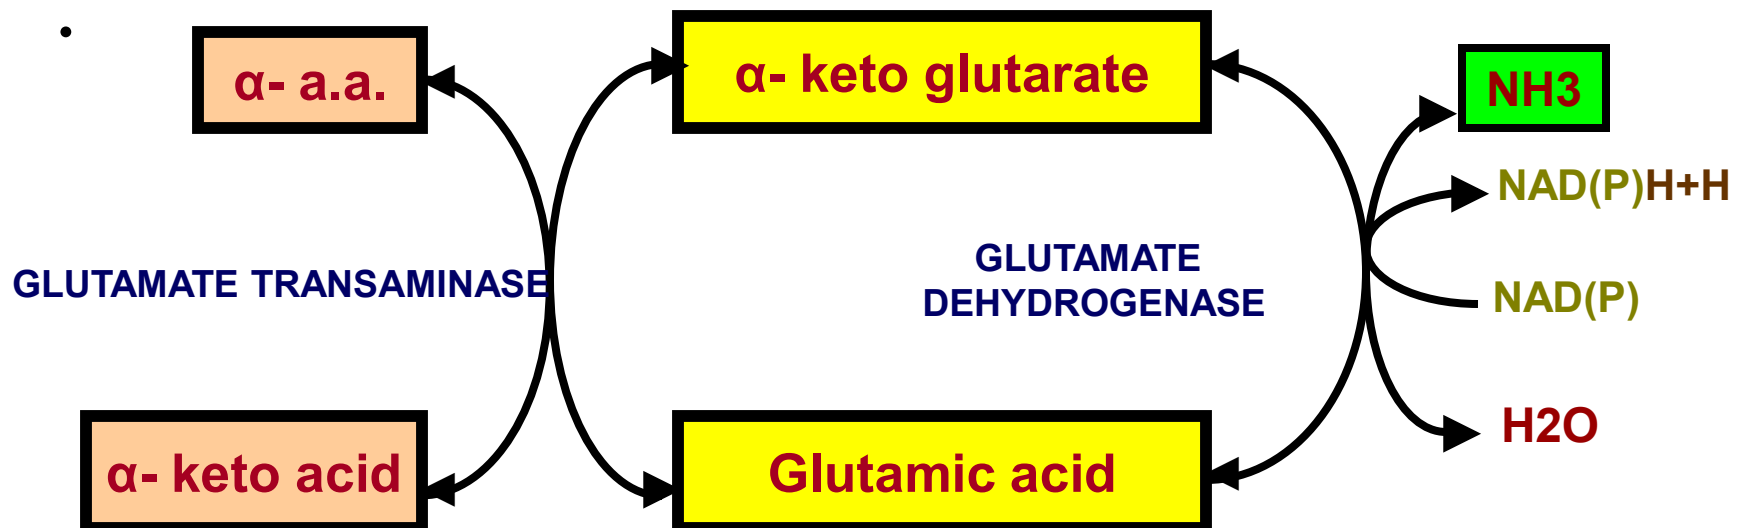 •
α- a.a.
α- keto glutarate
NH3
NAD(P)H+H
GLUTAMATE TRANSAMINASE
GLUTAMATE
DEHYDROGENASE
NAD(P)
α- keto acid
Glutamic acid
H2O